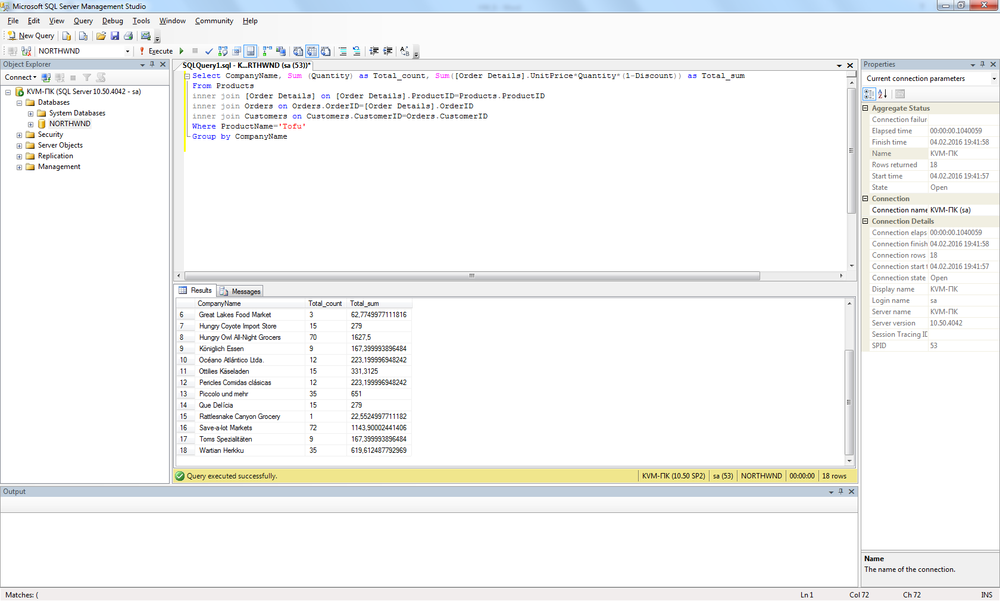 Microsoft SQL Server Management Studio
File Edit View Query Debug Tools Window Community Help
New Query
NORTHWND Execute
Object Explorer
Connect
KVM-ПК (SQL Server 10.50.4042 - sa)
Databases
System Databases
NORTHWND
Security
Server Objects
Replication
Management
SQLQuery1.sql - K...RTHWND (sa (53))*
Select CompanyName, Sum (Quantity) as Total_count, Sum([Order Details].UnitPrice*Quantity*(1-Discount)) as Total_sum
From Products
inner join [Order Details] on [Order Details].ProductID=Products.ProductID
inner join Orders on Orders.OrderID=[Order Details].OrderID
inner join Customers on Customers.CustomerID=Orders.CustomerID
Where ProductName='Tofu'
Group by CompanyName
Results Messages
CompanyName Total_count Total_sum
6 Great Lakes Food Market 3 62,7749977111816
7 Hungry Coyote Import Store 15 279
8 Hungry Owl All-Night Grocers 70 1627,5
9 Königlich Essen 9 167,399993896484
10 Océano Atlántico Ltda. 12 223,199996948242
11 Ottilies Käseladen 15 331,3125
12 Pericles Comidas clásicas 12 223,199996948242
13 Piccolo und mehr 35 651
14 Que Delícia 15 279
15 Rattlesnake Canyon Grocery 1 22,5524997711182
16 Save-a-lot Markets 72 1143,90002441406
17 Toms Spezialitäten 9 167,399993896484
18 Wartian Herkku 35 619,612487792969
Query executed successfully. KVM-ПК (10.50 SP2) sa (53) NORTHWND 00:00:00 18 rows
Output
Properties
Current connection parameters
Aggregate Status
Connection failur
Elapsed time 00:00:00.1040059
Finish time 04.02.2016 19:41:58
Name KVM-ПК
Rows returned 18
Start time 04.02.2016 19:41:57
State Open
Connection
Connection name KVM-ПК (sa)
Connection Details
Connection elaps 00:00:00.1040059
Connection finish 04.02.2016 19:41:58
Connection rows 18
Connection start t 04.02.2016 19:41:57
Connection state Open
Display name KVM-ПК
Login name sa
Server name KVM-ПК
Server version 10.50.4042
Session Tracing ID
SPID 53
Name
The name of the connection.
Matches: ( Ln 1 Col 72 Ch 72 INS